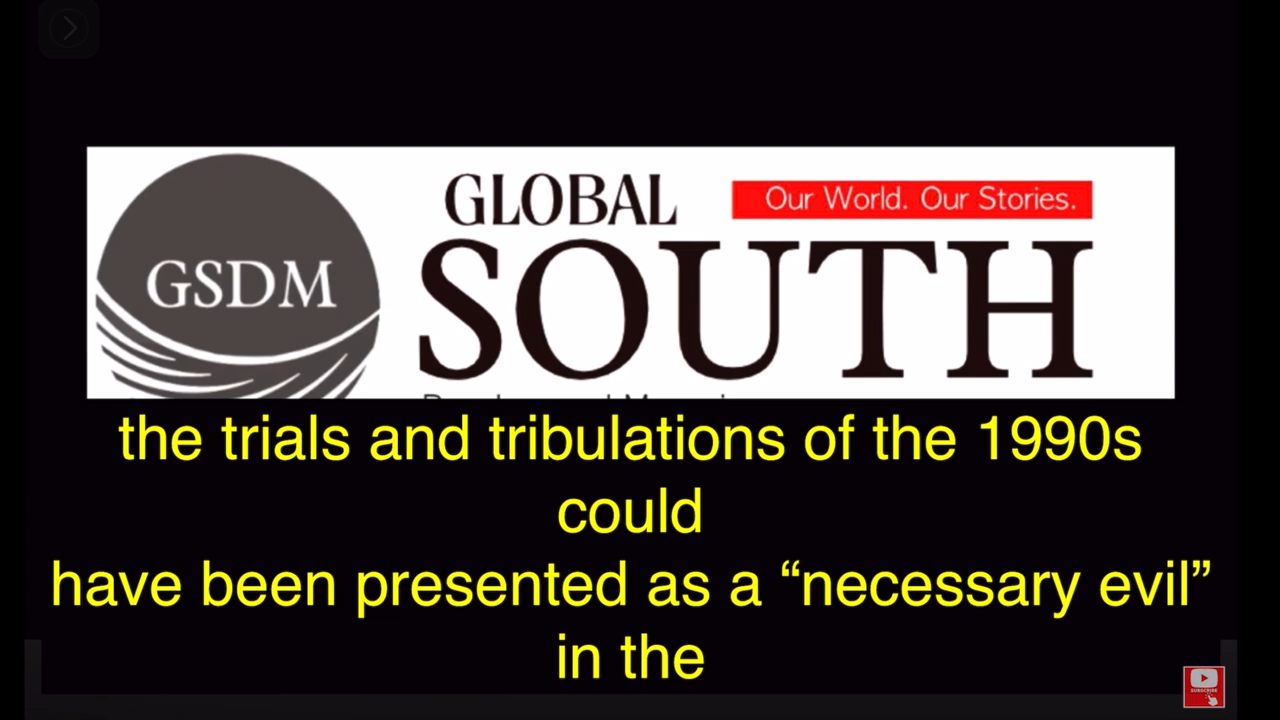 GSDM
GLOBAL
Our World. Our Stories.
SOUTH
the trials and tribulations of the 1990s
could
have been presented as a “necessary evil”
in the
SUBSCRIBE